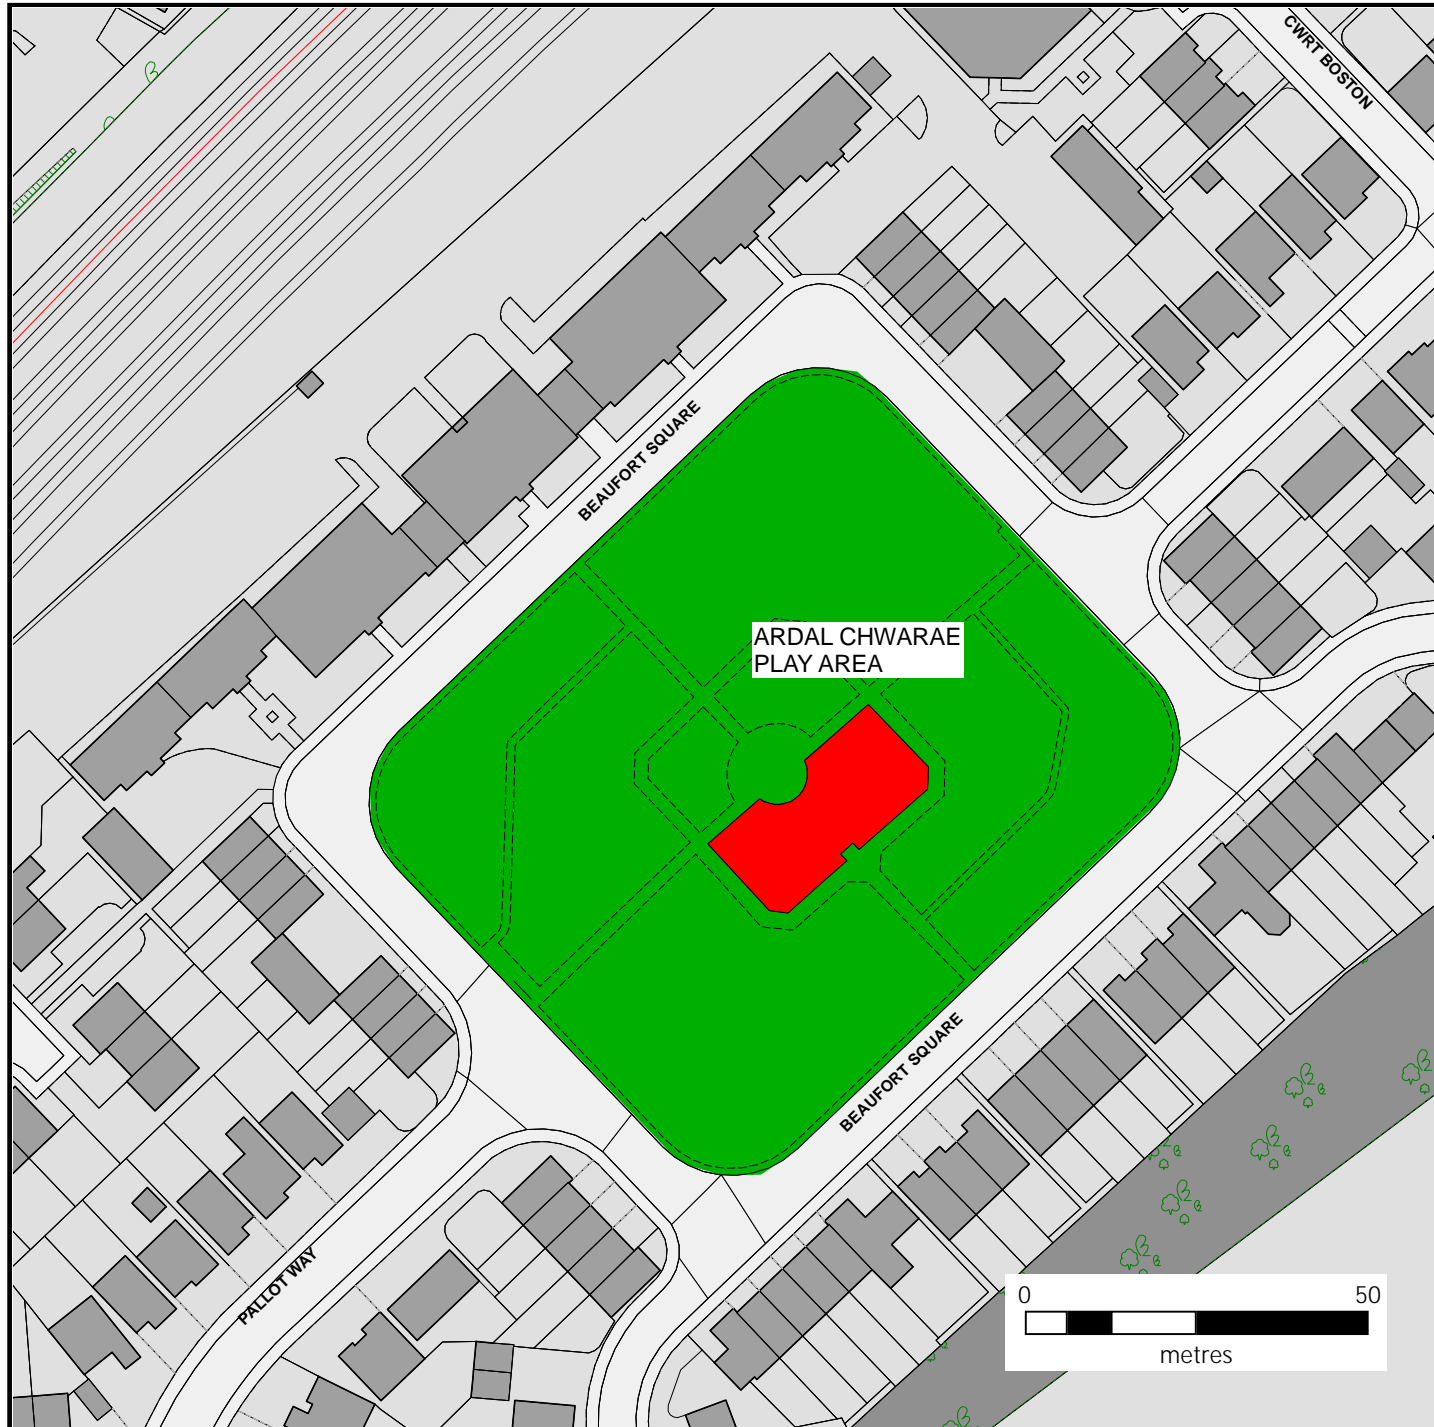 CWRT BOSTON
BEAUFORT SQUARE
ARDAL CHWARAE
PLAY AREA
BEAUFORT SQUARE
PALLOT WAY
0 50
metres